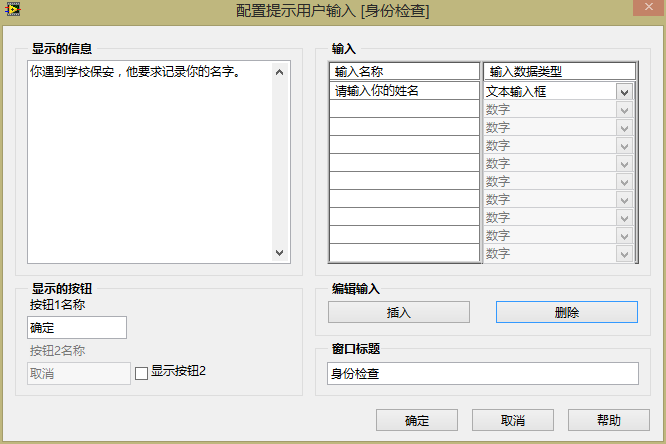 配置提示用户输入 [身份检查]
显示的信息
你遇到学校保安，他要求记录你的名字。
输入
输入名称 输入数据类型
请输入你的姓名 文本输入框
数字
数字
数字
数字
数字
数字
数字
数字
数字
显示的按钮
按钮1名称
确定
按钮2名称
取消 显示按钮2
编辑输入
插入 删除
窗口标题
身份检查
确定 取消 帮助